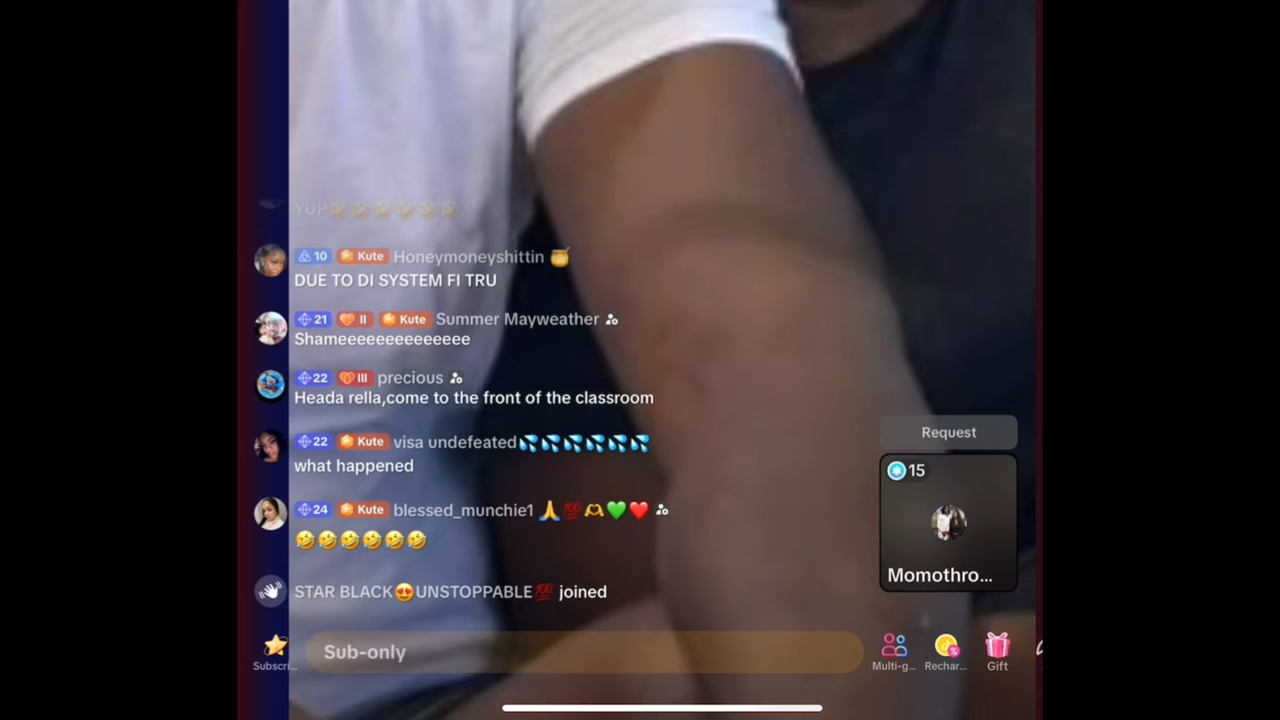 YUP🤣🤣🤣🤣🤣🤣
10 Kute Honeymoneyshittin 🍯
DUE TO DI SYSTEM FI TRU
21 II Kute Summer Mayweather
Shameeeeeeeeeeeeee
22 III precious
Heada rella,come to the front of the classroom
22 Kute visa undefeated💦💦💦💦💦💦
what happened
24 Kute blessed_munchie1 🙏💯🫶💚❤️
🤣🤣🤣🤣🤣🤣
STAR BLACK😍UNSTOPPABLE💯 joined
Request
15
Momothro...
Sub-only
Subscri...
Multi-g...
Rechar...
Gift